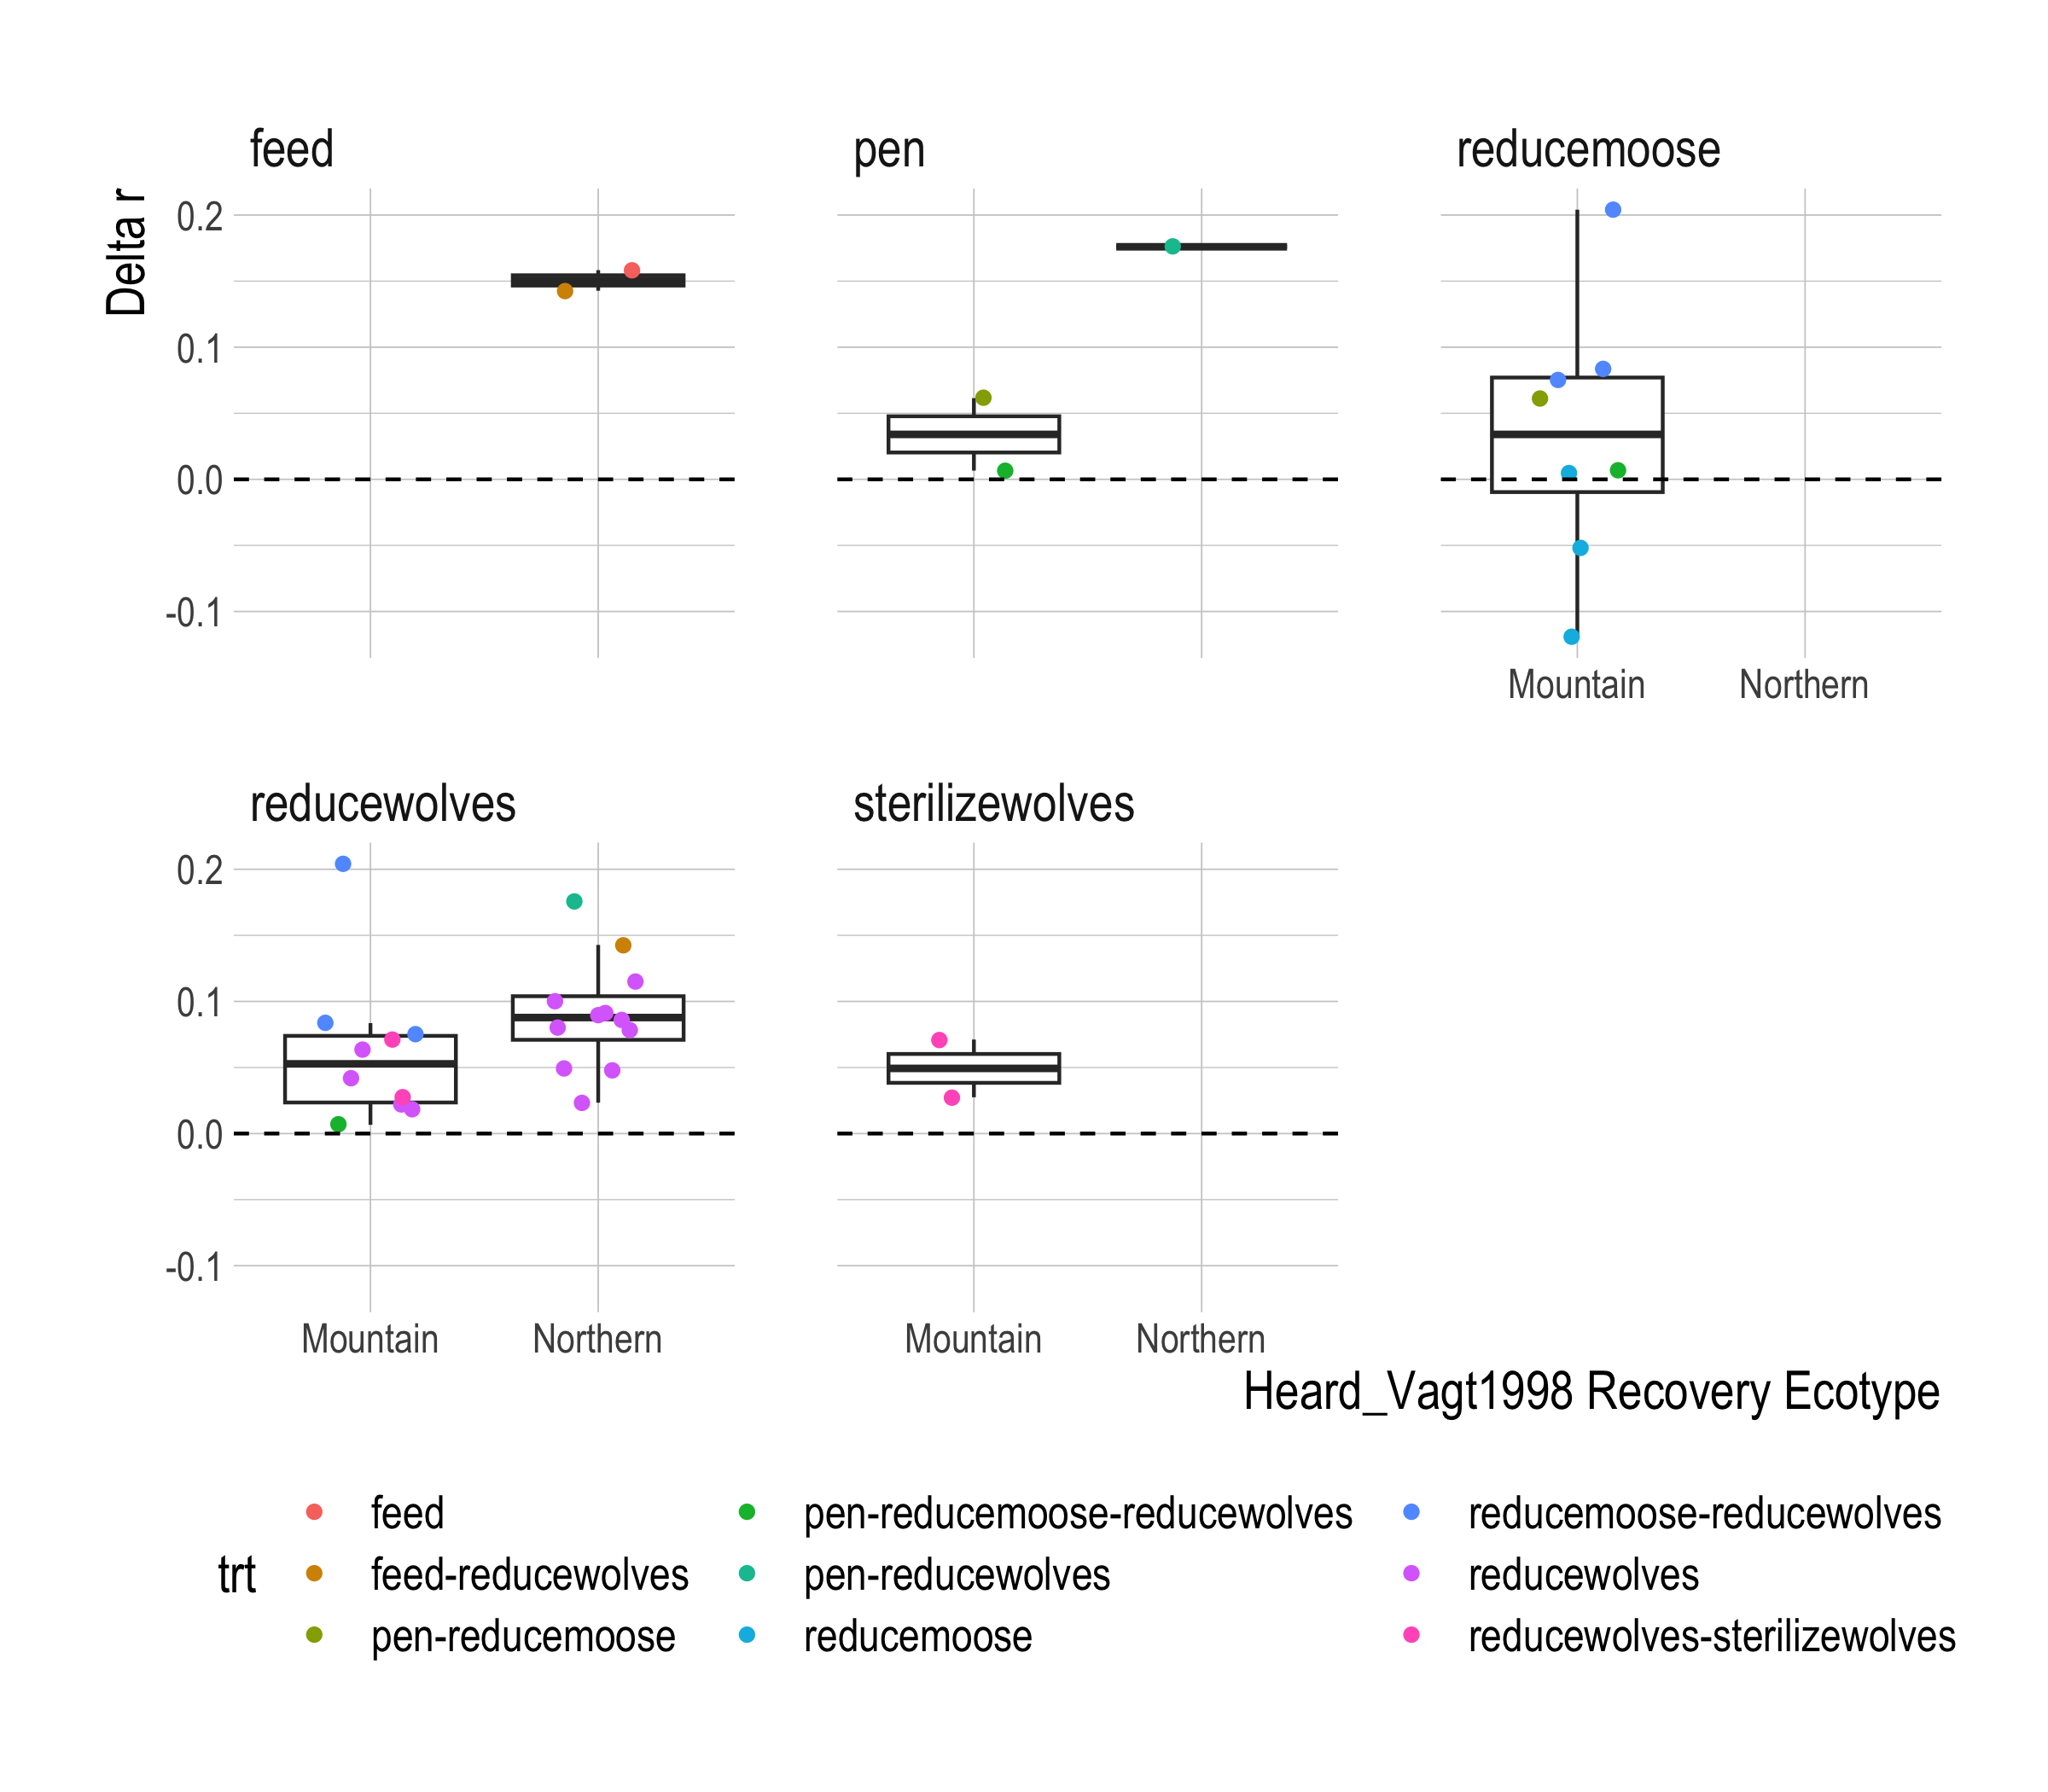 feed
pen
reducemoose
Delta r
0.2
0.1
0.0
-0.1
Mountain
Northern
reducewolves
sterilizewolves
0.2
0.1
0.0
-0.1
Mountain
Northern
Mountain
Northern
Heard_Vagt1998 Recovery Ecotype
trt
feed
feed-reducewolves
pen-reducemoose
pen-reducemoose-reducewolves
pen-reducewolves
reducemoose
reducemoose-reducewolves
reducewolves
reducewolves-sterilizewolves